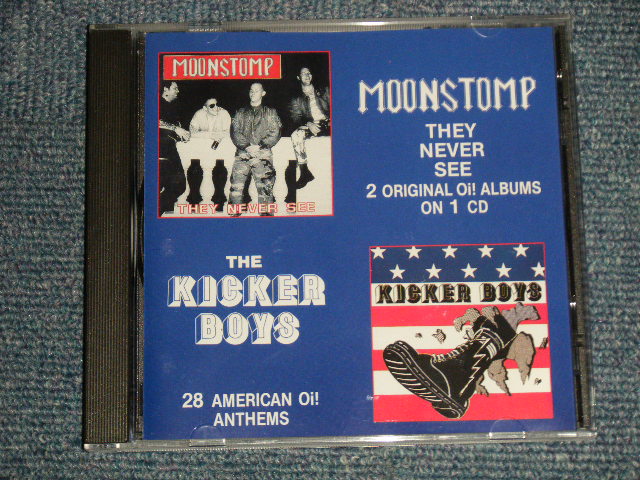 MOONSTOMP
THEY NEVER SEE
MOONSTOMP
THEY
NEVER
SEE
2 ORIGINAL Oi! ALBUMS
ON 1 CD
THE
KICKER
BOYS
28 AMERICAN Oi!
ANTHEMS
KICKER BOYS